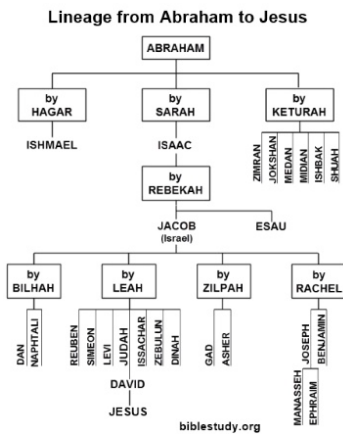 Lineage from Abraham to Jesus
ABRAHAM
by
HAGAR
by
SARAH
by
KETURAH
ISHMAEL
ISAAC
ZIMRAN
JOKSHAN
MEDAN
MIDIAN
ISHBAK
SHUAH
by
REBEKAH
JACOB
(Israel)
ESAU
by
BILHAH
by
LEAH
by
ZILPAH
by
RACHEL
DAN
NAPHTALI
REUBEN
SIMEON
LEVI
JUDAH
ISSACHAR
ZEBULUN
DINAH
GAD
ASHER
JOSEPH
BENJAMIN
MANASSEH
EPHRAIM
DAVID
JESUS
biblestudy.org